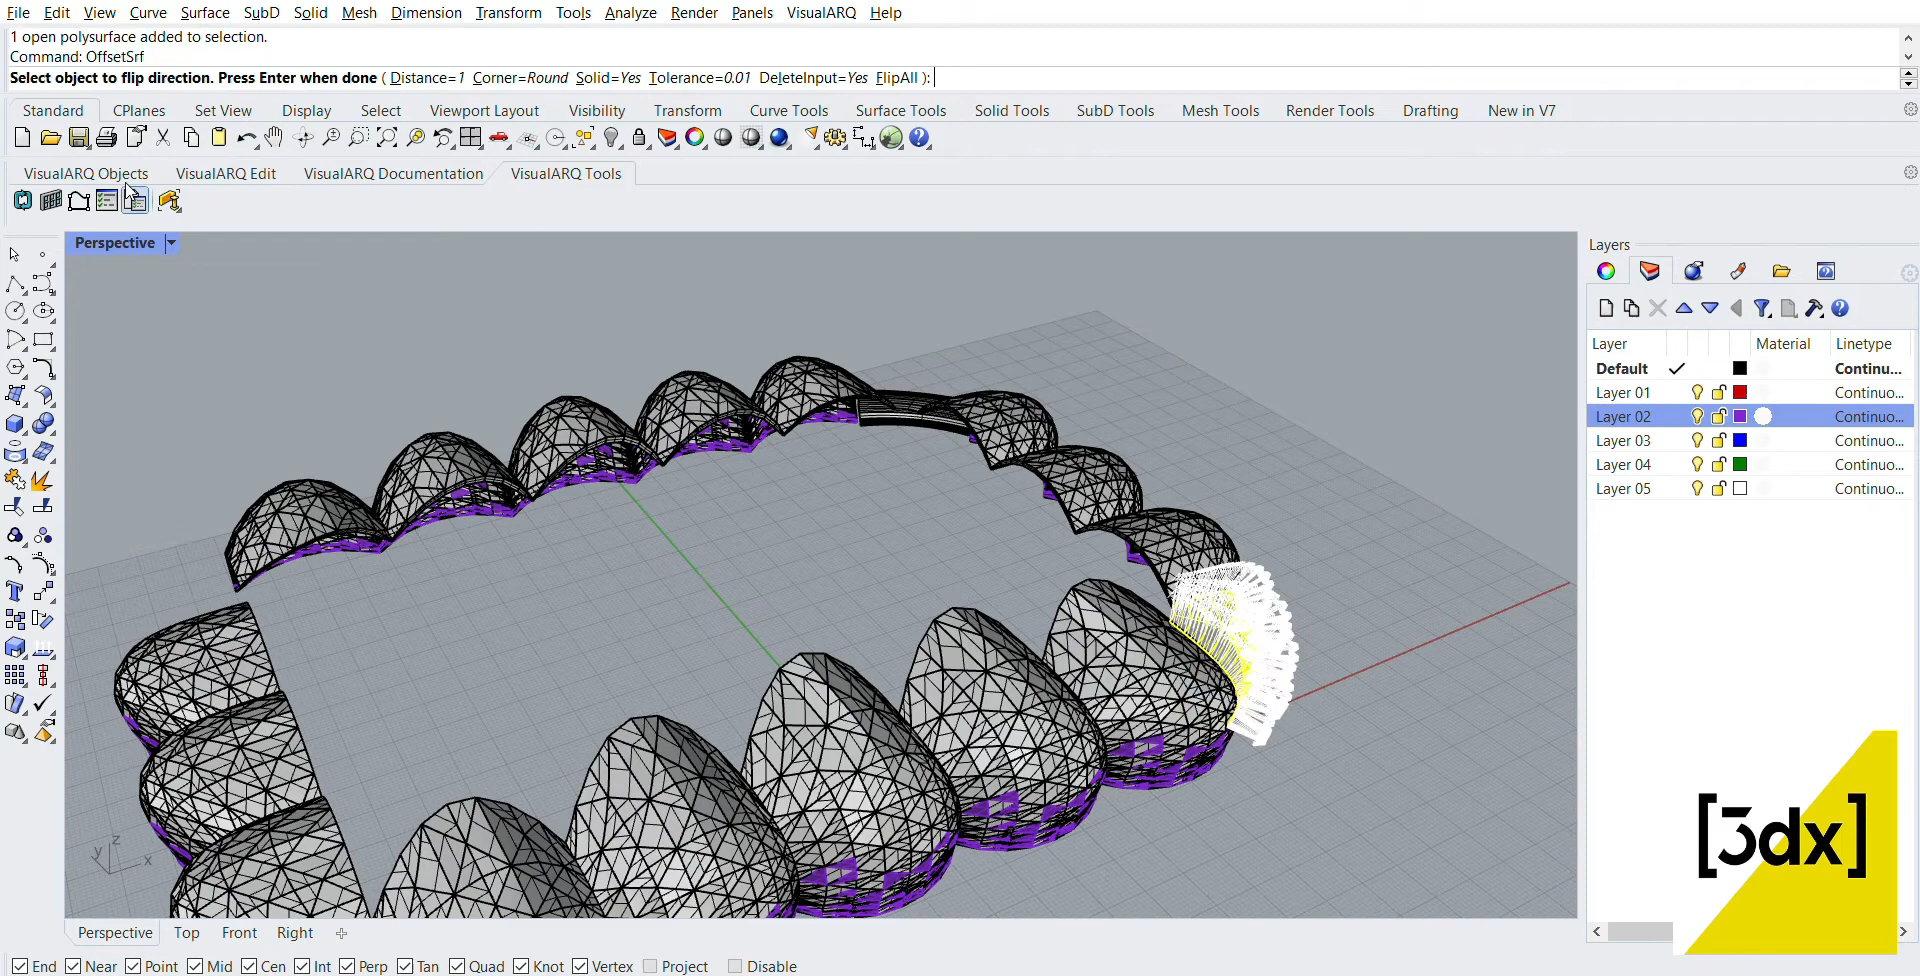 File Edit View Curve Surface SubD Solid Mesh Dimension Transform Tools Analyze Render Panels VisualARQ Help
1 open polysurface added to selection.
Command: OffsetSrf
Select object to flip direction. Press Enter when done ( Distance=1 Corner=Round Solid=Yes Tolerance=0.01 DeleteInput=Yes FlipAll ):
Standard CPlanes Set View Display Select Viewport Layout Visibility Transform Curve Tools Surface Tools Solid Tools SubD Tools Mesh Tools Render Tools Drafting New in V7
VisualARQ Objects VisualARQ Edit VisualARQ Documentation VisualARQ Tools
Perspective
Layers
Layer Material Linetype
Default Continu...
Layer 01 Continuo...
Layer 02 Continuo...
Layer 03 Continuo...
Layer 04 Continuo...
Layer 05 Continuo...
z
y
x
[3dx]
Perspective Top Front Right
End Near Point Mid Cen Int Perp Tan Quad Knot Vertex Project Disable